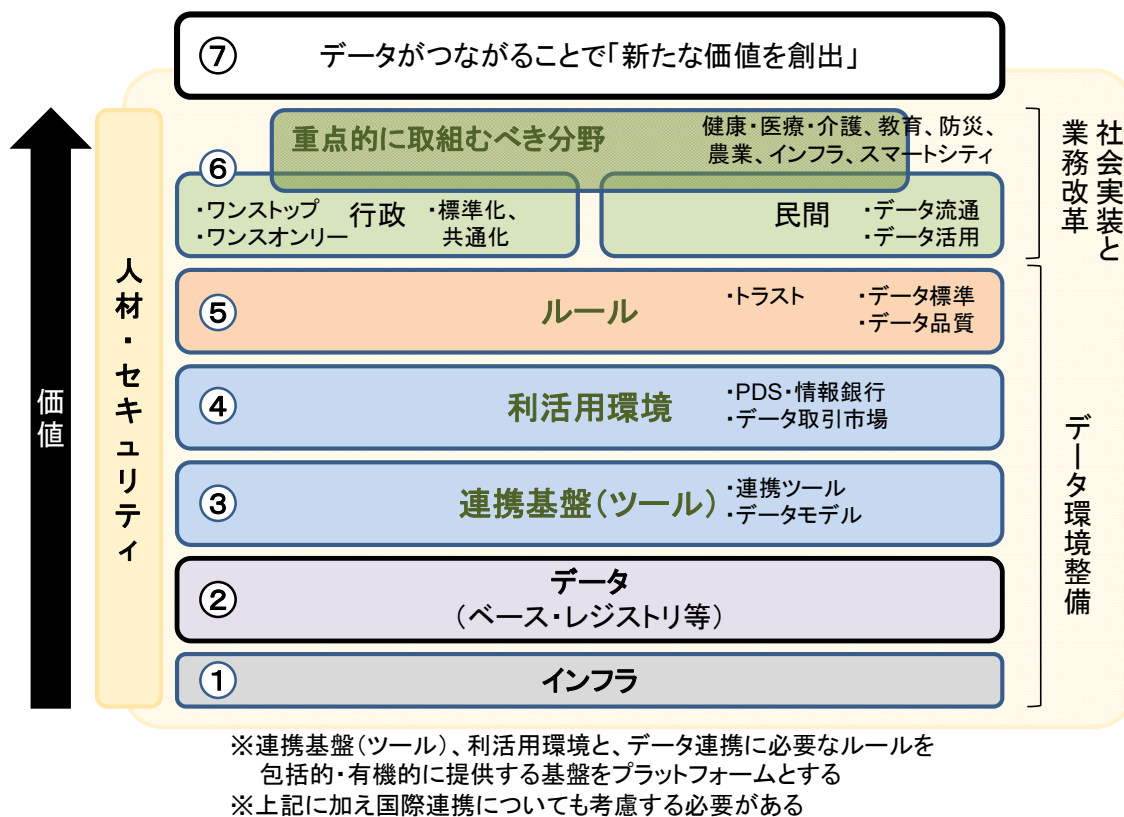 ⑦ データがつながることで「新たな価値を創出」
重点的に取組むべき分野
健康・医療・介護、教育、防災、
農業、インフラ、スマートシティ
⑥
・ワンストップ
・ワンスオンリー
行政
・標準化、
共通化
民間
・データ流通
・データ活用
社会実装と
業務改革
⑤ ルール
・トラスト
・データ標準
・データ品質
④ 利活用環境
・PDS・情報銀行
・データ取引市場
③ 連携基盤(ツール)
・連携ツール
・データモデル
② データ
(ベース・レジストリ等)
① インフラ
データ環境整備
人材・セキュリティ
価値
※連携基盤(ツール)、利活用環境と、データ連携に必要なルールを
包括的・有機的に提供する基盤をプラットフォームとする
※上記に加え国際連携についても考慮する必要がある